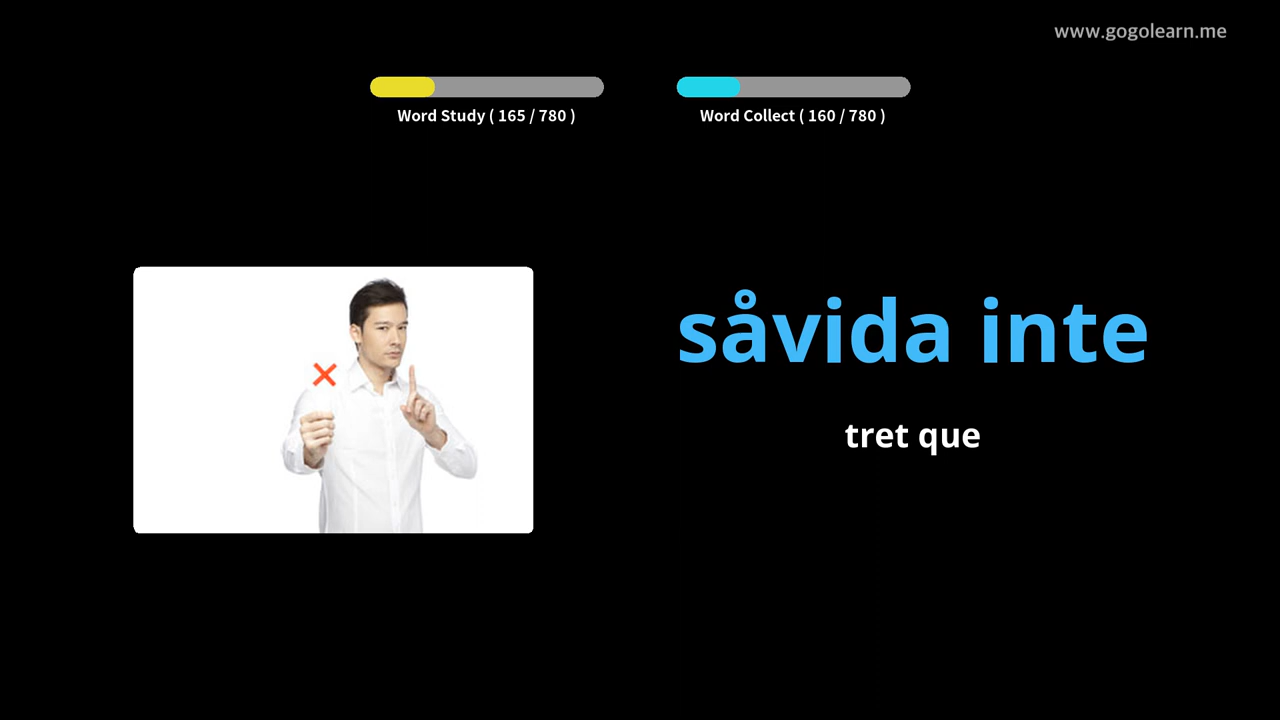 www.gogolearn.me
Word Study ( 165 / 780 )
Word Collect ( 160 / 780 )
såvida inte
tret que